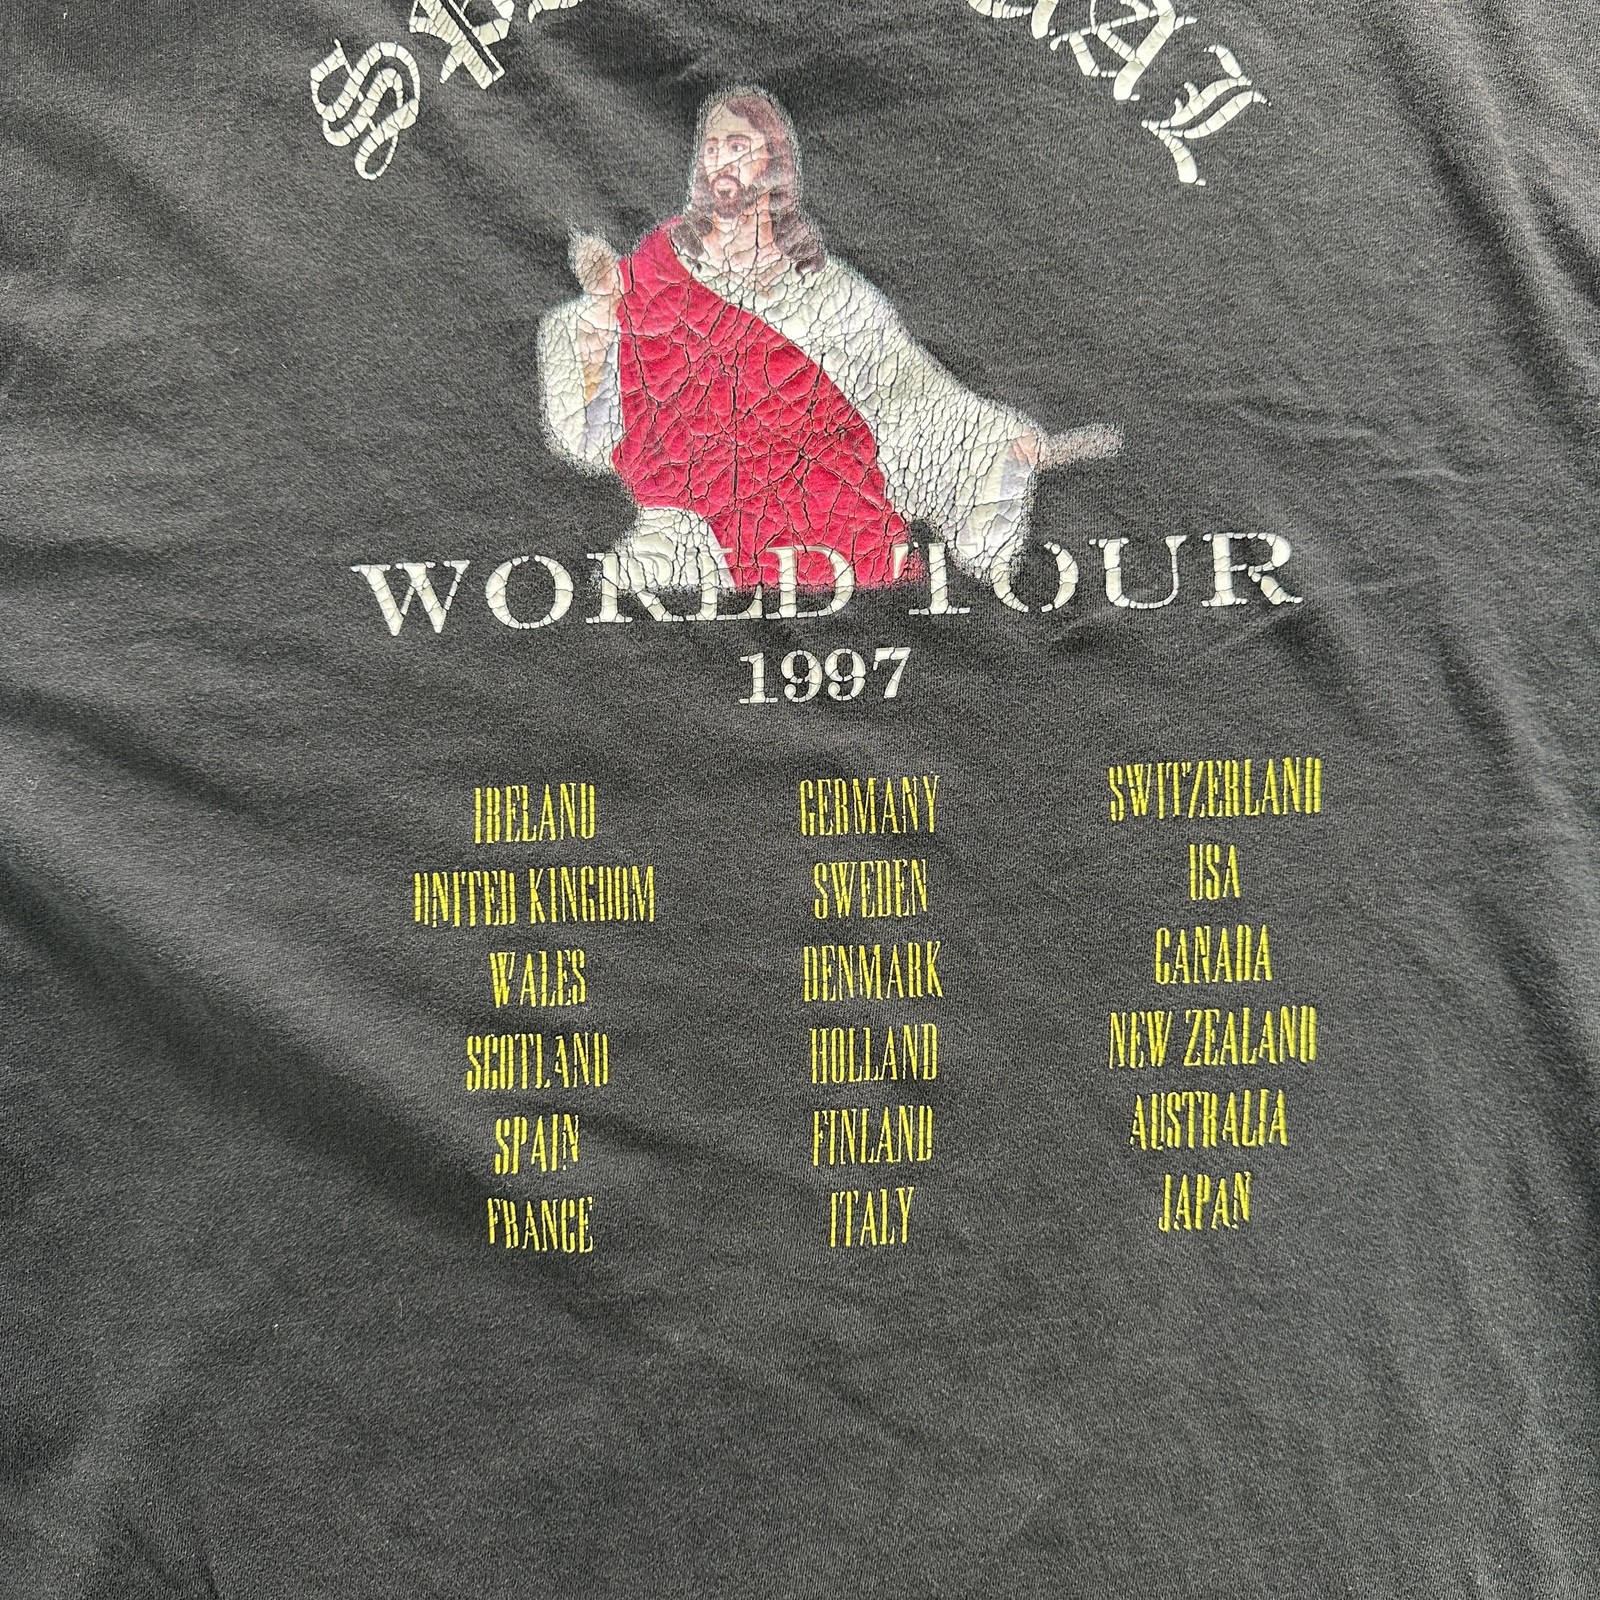 WORLD TOUR
1997
IRELAND
UNITED KINGDOM
WALES
SCOTLAND
SPAIN
FRANCE
GERMANY
SWEDEN
DENMARK
HOLLAND
FINLAND
ITALY
SWITZERLAND
USA
CANADA
NEW ZEALAND
AUSTRALIA
JAPAN